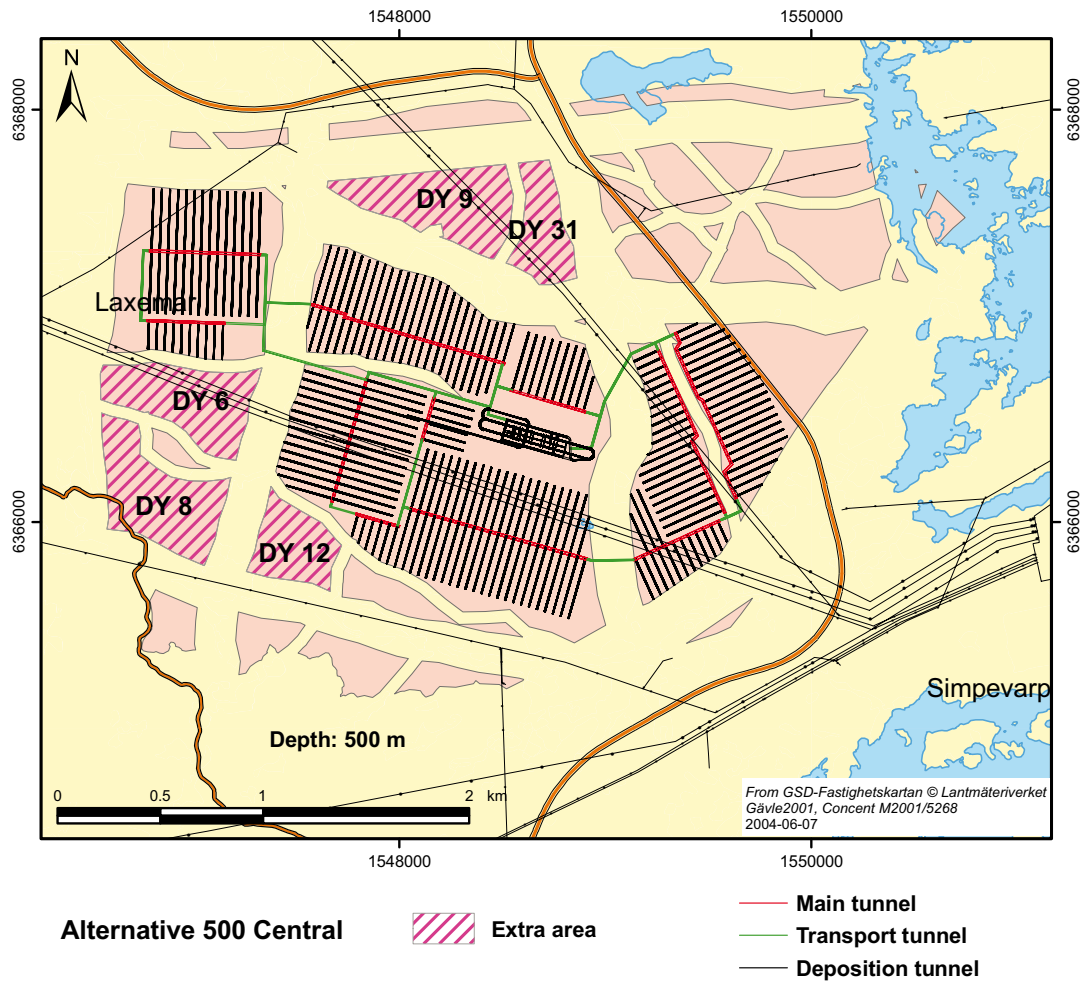 1548000 1550000
N
6368000 6368000
DY 9
DY 31
Laxemar
DY 6
DY 8
6366000 6366000
DY 12
Simpevarp
Depth: 500 m
0 0.5 1 2 km
From GSD-Fastighetskartan © Lantmäteriverket
Gävle2001, Concent M2001/5268
2004-06-07
1548000 1550000
Main tunnel
Alternative 500 Central Extra area
Transport tunnel
Deposition tunnel